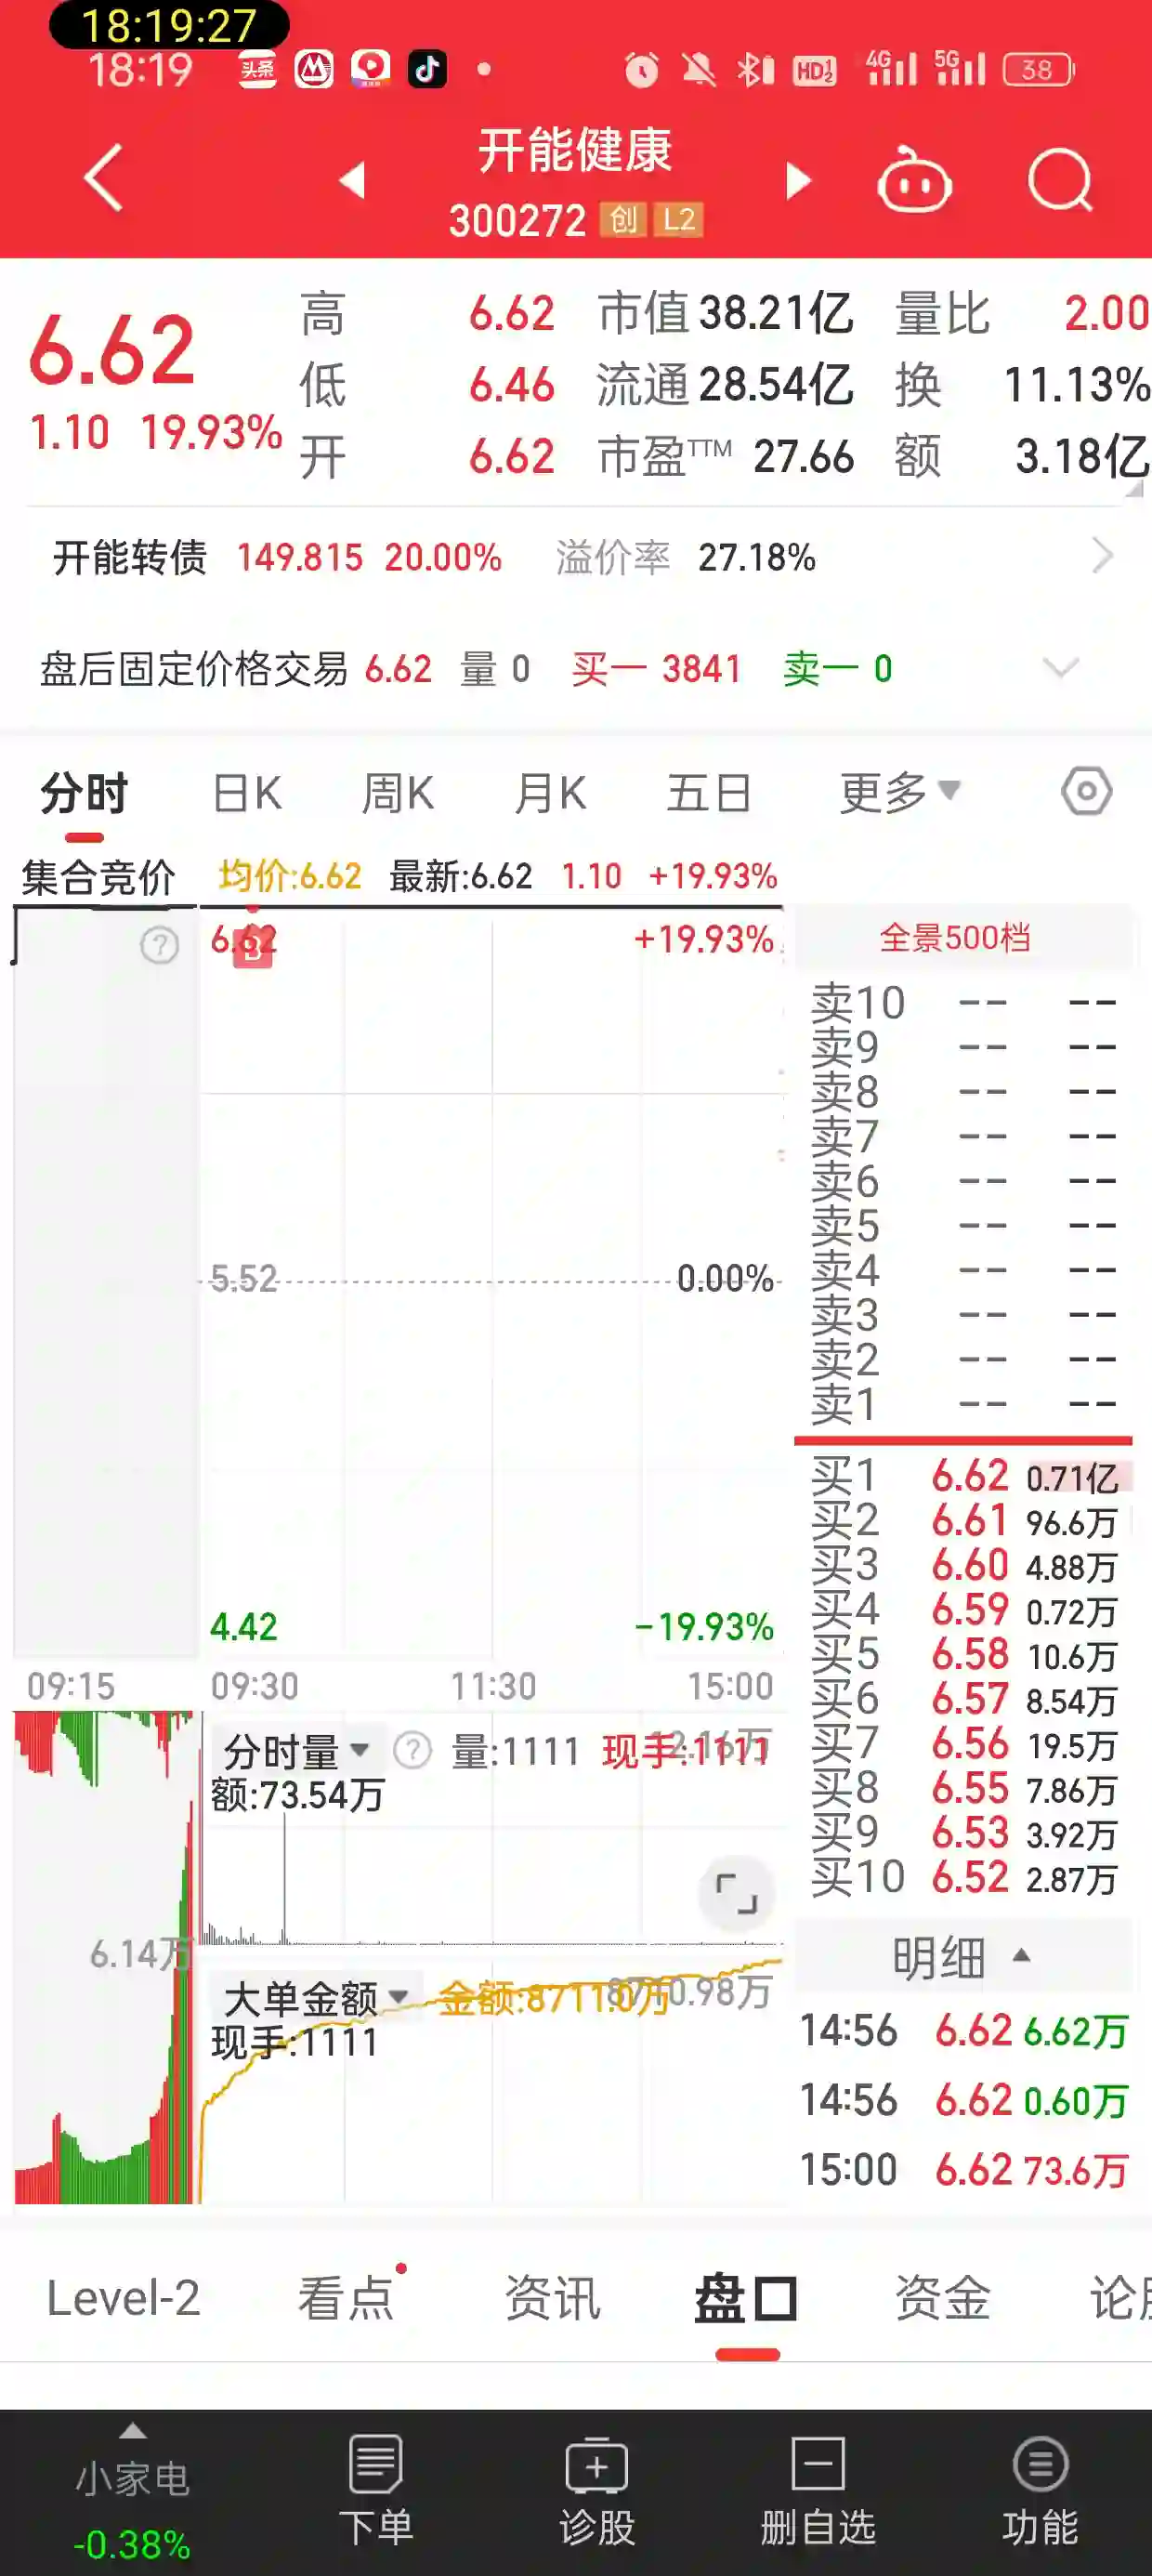 18:19:27
18:19 头条 HD 4G 5G 38
开能健康
300272 创 L2
6.62 高 6.62 市值 38.21亿 量比 2.00
1.10 19.93% 低 6.46 流通 28.54亿 换 11.13%
开 6.62 市盈TTM 27.66 额 3.18亿
开能转债 149.815 20.00% 溢价率 27.18%
盘后固定价格交易 6.62 量 0 买一 3841 卖一 0
分时 日K 周K 月K 五日 更多
集合竞价 均价:6.62 最新:6.62 1.10 +19.93%
6.62 B +19.93% 全景500档
卖10 -- --
卖9 -- --
卖8 -- --
卖7 -- --
卖6 -- --
卖5 -- --
5.52 0.00% 卖4 -- --
卖3 -- --
卖2 -- --
卖1 -- --
买1 6.62 0.71亿
买2 6.61 96.6万
买3 6.60 4.88万
4.42 -19.93% 买4 6.59 0.72万
买5 6.58 10.6万
09:15 09:30 11:30 15:00 买6 6.57 8.54万
分时量 量:1111 现手:1111 买7 6.56 19.5万
额:73.54万 买8 6.55 7.86万
买9 6.53 3.92万
买10 6.52 2.87万
6.14万 明细
大单金额 金额:8711.0万
现手:1111 14:56 6.62 6.62万
14:56 6.62 0.60万
15:00 6.62 73.6万
Level-2 看点 资讯 盘口 资金
小家电 下单 诊股 删自选 功能
-0.38%